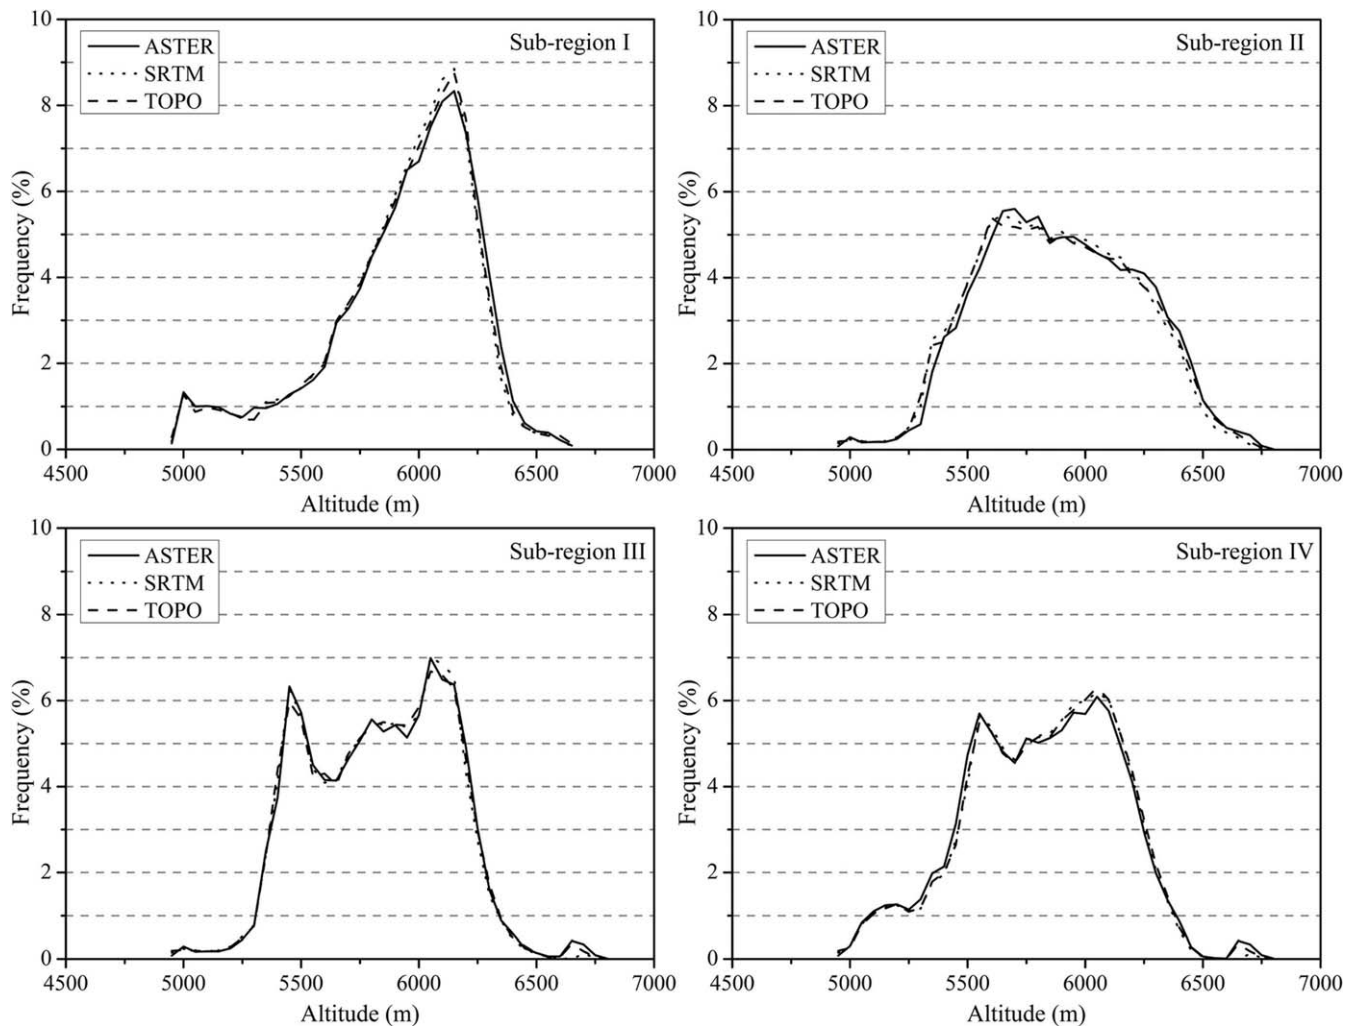 10
8
6
4
2
0
Frequency (%)
ASTER
SRTM
TOPO
Sub-region I
4500 5000 5500 6000 6500 7000
Altitude (m)
10
8
6
4
2
0
Frequency (%)
ASTER
SRTM
TOPO
Sub-region II
4500 5000 5500 6000 6500 7000
Altitude (m)
10
8
6
4
2
0
Frequency (%)
ASTER
SRTM
TOPO
Sub-region III
4500 5000 5500 6000 6500 7000
Altitude (m)
10
8
6
4
2
0
Frequency (%)
ASTER
SRTM
TOPO
Sub-region IV
4500 5000 5500 6000 6500 7000
Altitude (m)